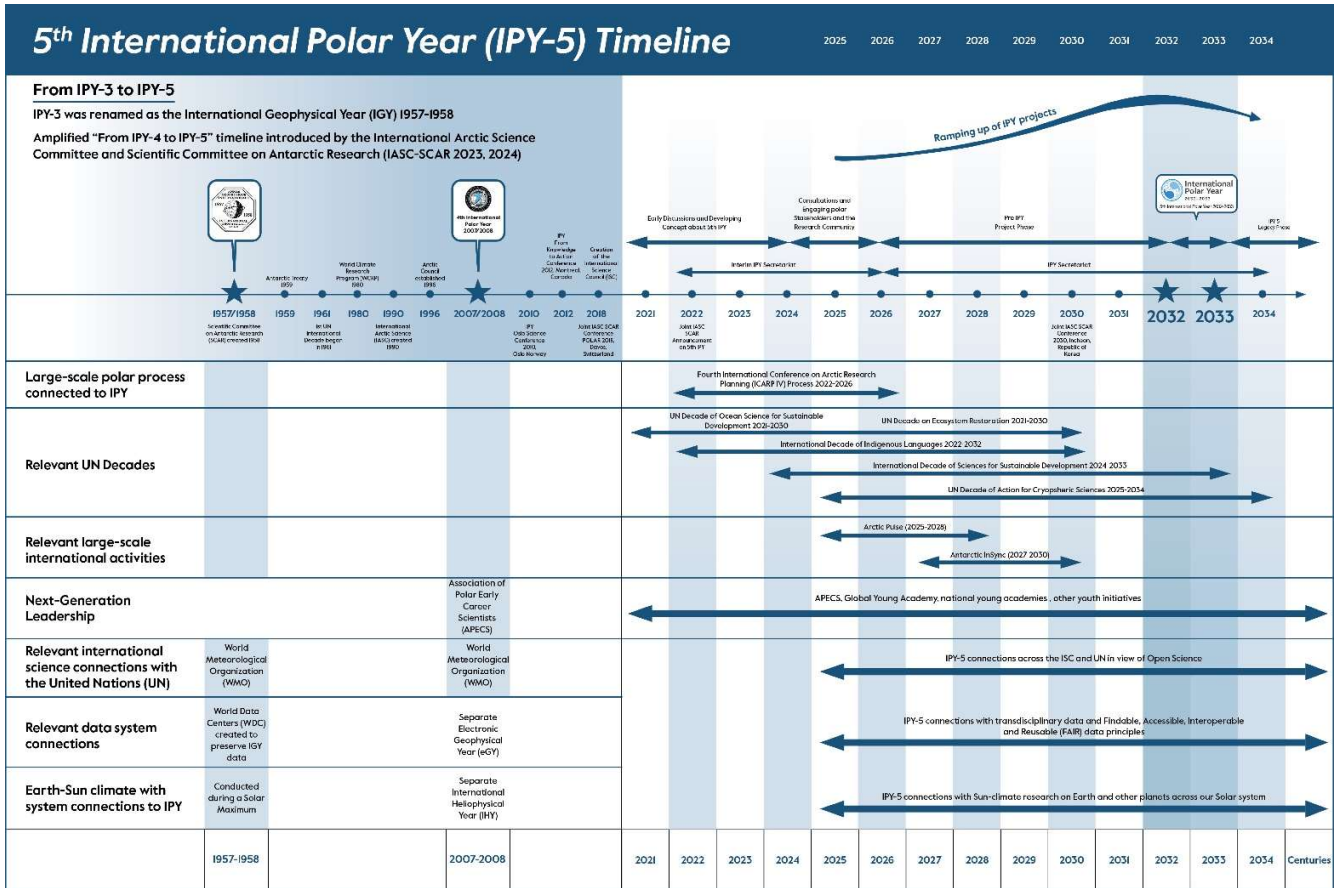 5th International Polar Year (IPY-5) Timeline
2025 2026 2027 2028 2029 2030 2031 2032 2033 2034
From IPY-3 to IPY-5
IPY-3 was renamed as the International Geophysical Year (IGY) 1957-1958
Amplified “From IPY-4 to IPY-5” timeline introduced by the International Arctic Science
Committee and Scientific Committee on Antarctic Research (IASC-SCAR 2023, 2024)
Ramping up of IPY projects
4th International
Polar Year
2007/2008
International
Polar Year
Early Discussions and Developing
Concept about 5th IPY
Consultations and
Engaging polar
Stakeholders and the
Research Community
Pre IPY
Project Phase
IPY 5
Legacy Phase
Interim IPY Secretariat
IPY Secretariat
Antarctic Treaty
1959
World Climate
Research
Program (WCRP)
1980
Arctic
Council
established
1996
IPY
From
Knowledge
to Action
Conference
2012, Montreal,
Canada
Creation
of the
International
Science
Council (ISC)
1957/1958 1959 1961 1980 1990 1996 2007/2008 2010 2012 2018 2021 2022 2023 2024 2025 2026 2027 2028 2029 2030 2031 2032 2033 2034
Scientific Committee
on Antarctic Research
(SCAR) created 1958
1st UN
International
Decade began
in 1961
International
Arctic Science
(IASC) created
1990
IPY
Oslo Science
Conference
2010,
Oslo Norway
Joint IASC SCAR
Conference
POLAR 2018,
Davos,
Switzerland
Joint IASC
SCAR
Announcement
on 5th IPY
Joint IASC SCAR
Conference
2030, Incheon,
Republic of
Korea
Large-scale polar process
connected to IPY
Fourth International Conference on Arctic Research
Planning (ICARP IV) Process 2022-2026
Relevant UN Decades
UN Decade of Ocean Science for Sustainable
Development 2021-2030
UN Decade on Ecosystem Restoration 2021-2030
International Decade of Indigenous Languages 2022-2032
International Decade of Sciences for Sustainable Development 2024 2033
UN Decade of Action for Cryopsheric Sciences 2025-2034
Relevant large-scale
international activities
Arctic Pulse (2025-2028)
Antarctic InSync (2027 2030)
Next-Generation
Leadership
Association of
Polar Early
Career
Scientists
(APECS)
APECS, Global Young Academy, national young academies , other youth initiatives
Relevant international
science connections with
the United Nations (UN)
World
Meteorological
Organization
(WMO)
World
Meteorological
Organization
(WMO)
IPY-5 connections across the ISC and UN in view of Open Science
Relevant data system
connections
World Data
Centers (WDC)
created to
preserve IGY
data
Separate
Electronic
Geophysical
Year (eGY)
IPY-5 connections with transdisciplinary data and Findable, Accessible, Interoperable
and Reusable (FAIR) data principles
Earth-Sun climate with
system connections to IPY
Conducted
during a Solar
Maximum
Separate
International
Heliophysical
Year (IHY)
IPY-5 connections with Sun-climate research on Earth and other planets across our Solar system
1957-1958 2007-2008 2021 2022 2023 2024 2025 2026 2027 2028 2029 2030 2031 2032 2033 2034 Centuries